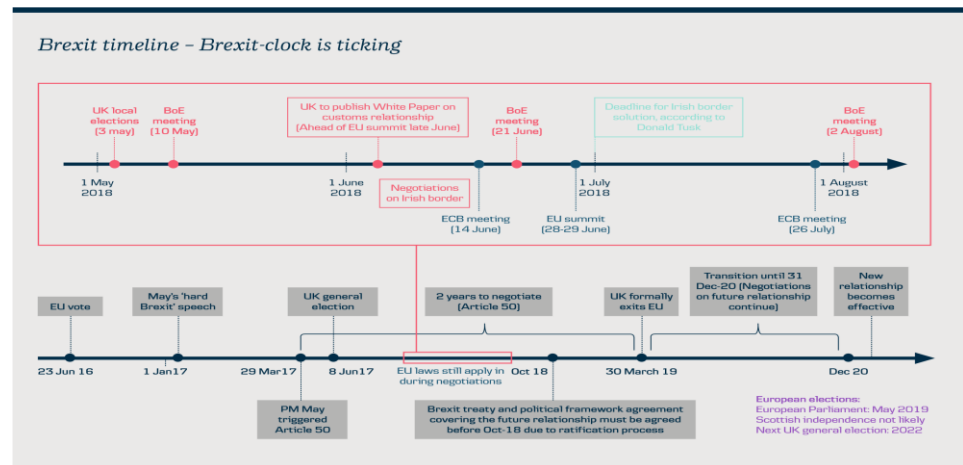 Brexit timeline – Brexit-clock is ticking
UK local
elections
(3 may)
BoE
meeting
(10 May)
UK to publish White Paper on
customs relationship
(Ahead of EU summit late June)
BoE
meeting
(21 June)
Deadline for Irish border
solution, according to
Donald Tusk
BoE
meeting
(2 August)
1 May
2018
1 June
2018
Negotiations
on Irish border
ECB meeting
(14 June)
EU summit
(28-29 June)
1 July
2018
ECB meeting
(26 July)
1 August
2018
EU vote
May's 'hard
Brexit' speech
UK general
election
2 years to negotiate
(Article 50)
UK formally
exits EU
Transition until 31
Dec-20 (Negotiations
on future relationship
continue)
New
relationship
becomes
effective
23 Jun 16
1 Jan17
29 Mar17
8 Jun17
EU laws still apply in
during negotiations
Oct 18
30 March 19
Dec 20
PM May
triggered
Article 50
Brexit treaty and political framework agreement
covering the future relationship must be agreed
before Oct-18 due to ratification process
European elections:
European Parliament: May 2019
Scottish independence not likely
Next UK general election: 2022